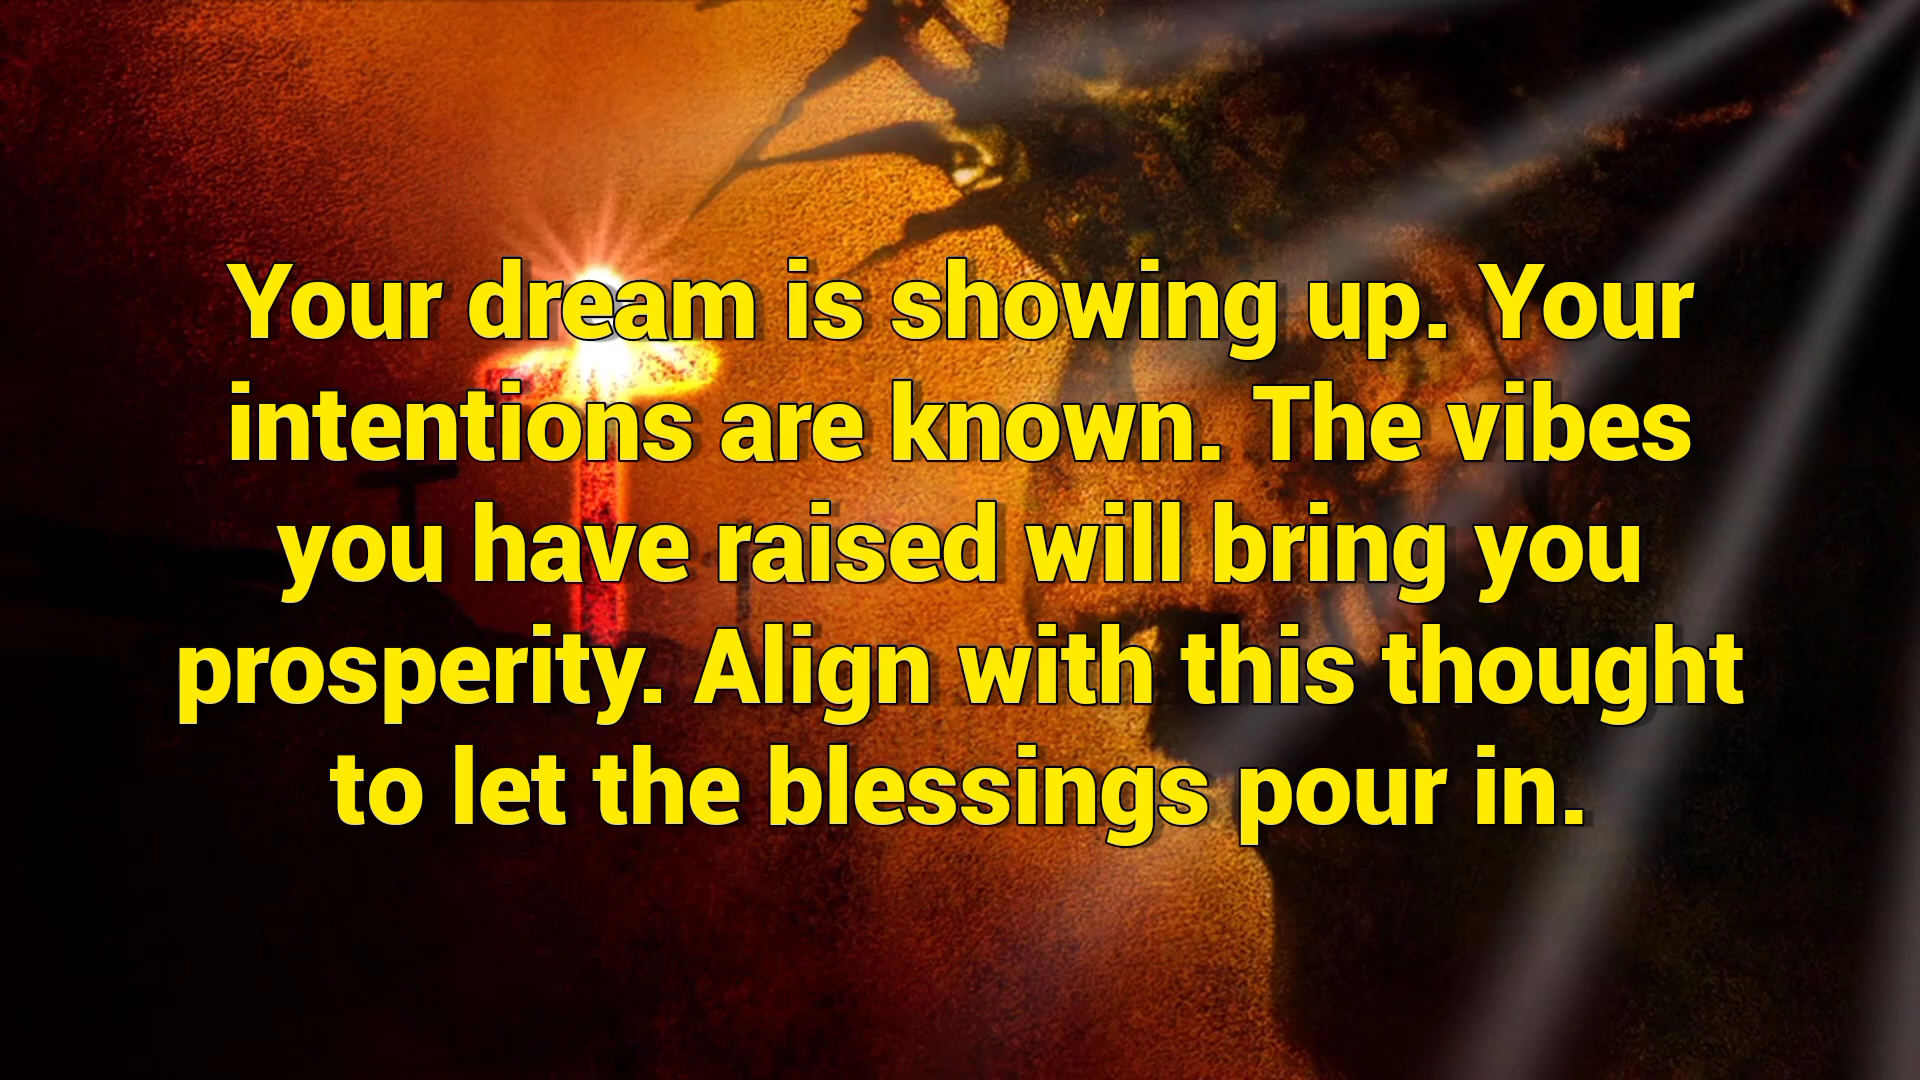 Your dream is showing up. Your
intentions are known. The vibes
you have raised will bring you
prosperity. Align with this thought
to let the blessings pour in.